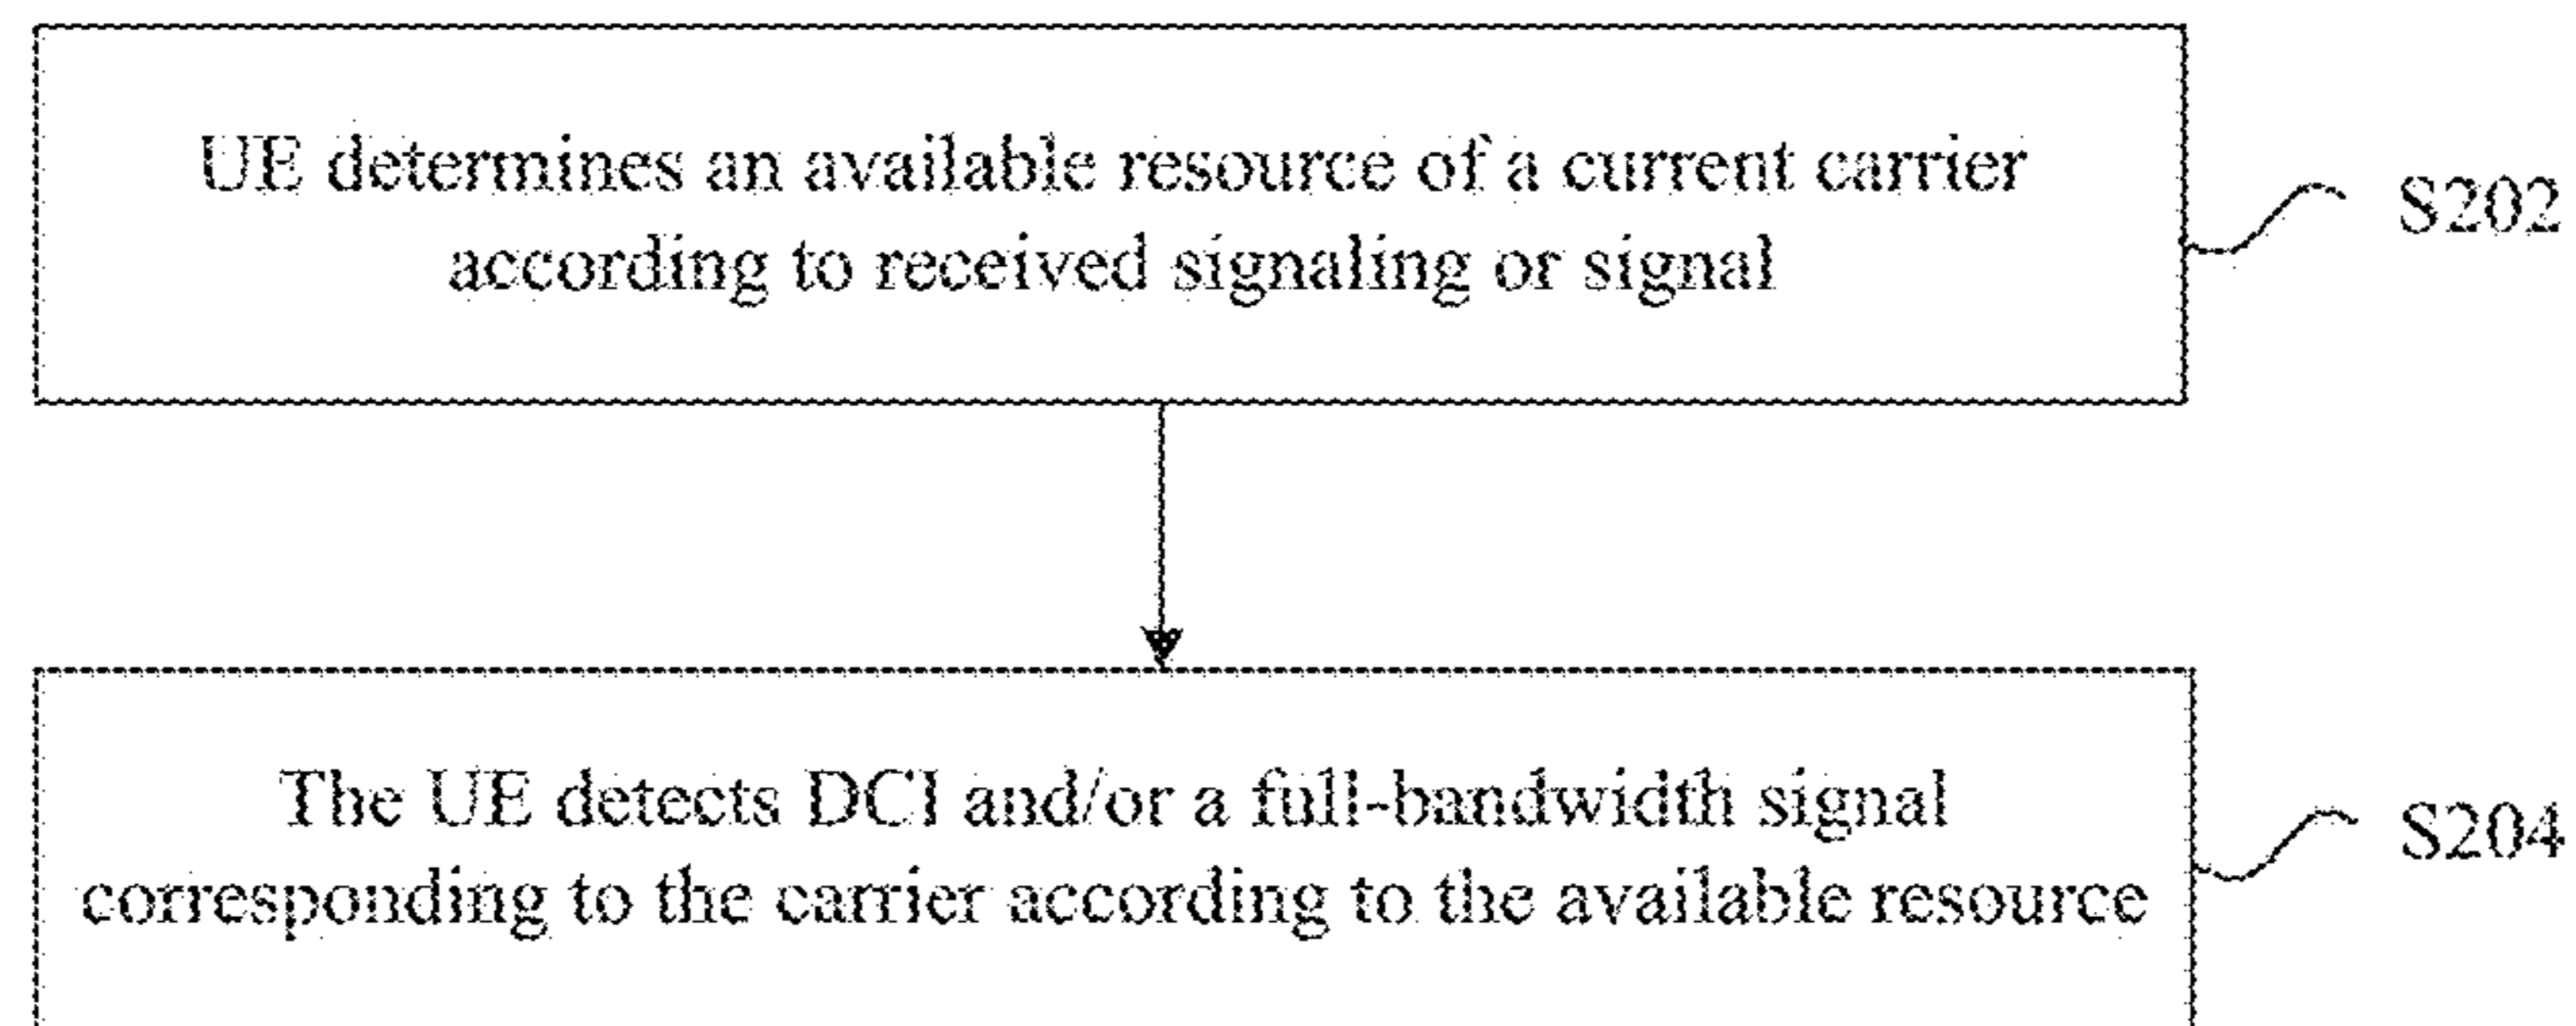 UE determines an available resource of a current carrier
according to received signaling or signal
S202
The UE detects DCI and/or a full-bandwidth signal
corresponding to the carrier according to the available resource
S204